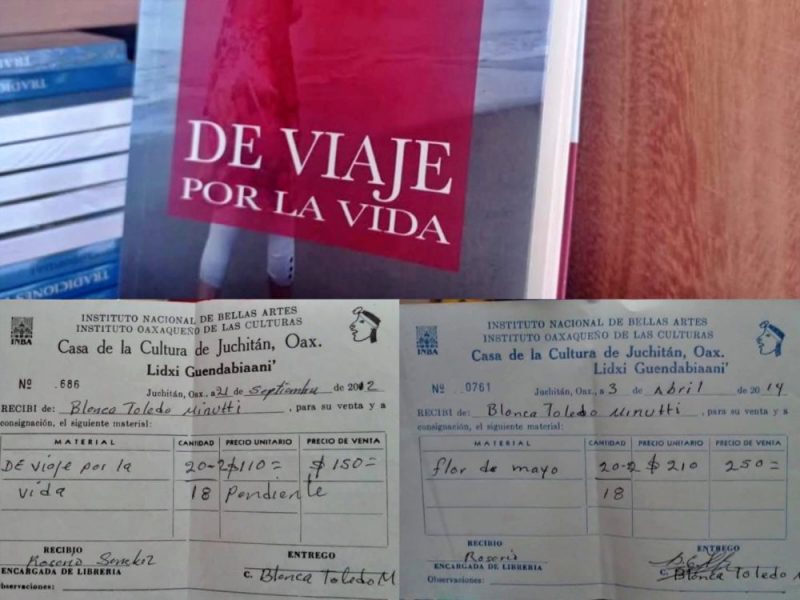 DE VIAJE
POR LA VIDA
TRADICIONES
INSTITUTO NACIONAL DE BELLAS ARTES
INSTITUTO OAXAQUEÑO DE LAS CULTURAS
INBA
Casa de la Cultura de Juchitán, Oax.
Lidxi Guendabiaani'
Nº 686
Juchitán, Oax., a 21 de Septiembre de 2012
RECIBI de: Blanca Toledo Minutti, para su venta y a
consignación, el siguiente material:
MATERIAL CANTIDAD PRECIO UNITARIO PRECIO DE VENTA
DE viaje por la 20-2 $110= $150=
vida 18 Pendiente
RECIBIO ENTREGO
Rosario
ENCARGADA DE LIBRERIA C. Blanca Toledo M
Observaciones:
INSTITUTO NACIONAL DE BELLAS ARTES
INSTITUTO OAXAQUEÑO DE LAS CULTURAS
INBA
Casa de la Cultura de Juchitán, Oax.
Lidxi Guendabiaani'
Nº 0761
Juchitán, Oax., a 3 de Abril de 2014
RECIBI de: Blanca Toledo Minutti, para su venta y a
consignación, el siguiente material:
MATERIAL CANTIDAD PRECIO UNITARIO PRECIO DE VENTA
flor de mayo 20-2 $ 210 250=
18
RECIBIO ENTREGO
Rosario
ENCARGADA DE LIBRERIA C. Blanca Toledo M
Observaciones: